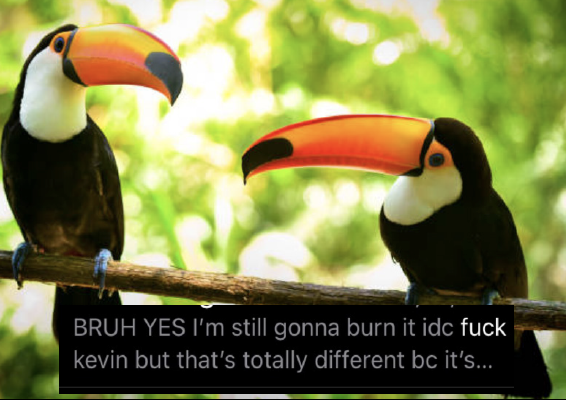 BRUH YES I’m still gonna burn it idc fuck
kevin but that’s totally different bc it’s...